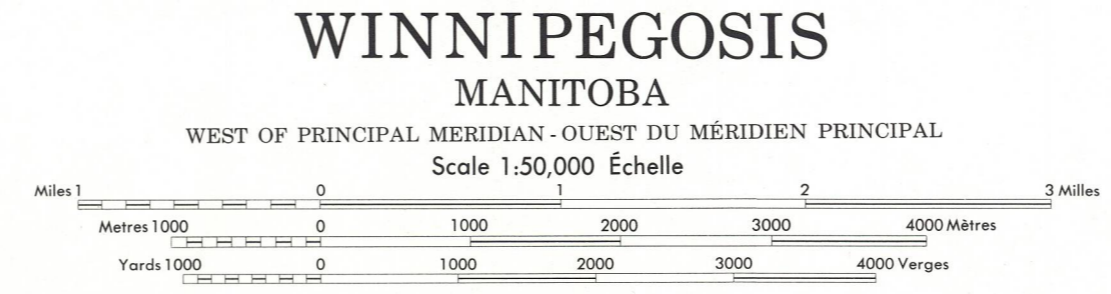 WINNIPEGOSIS
MANITOBA
WEST OF PRINCIPAL MERIDIAN - OUEST DU MÉRIDIEN PRINCIPAL
Scale 1:50,000 Échelle
Miles 1 0 1 2 3 Milles
Metres 1000 0 1000 2000 3000 4000 Mètres
Yards 1000 0 1000 2000 3000 4000 Verges